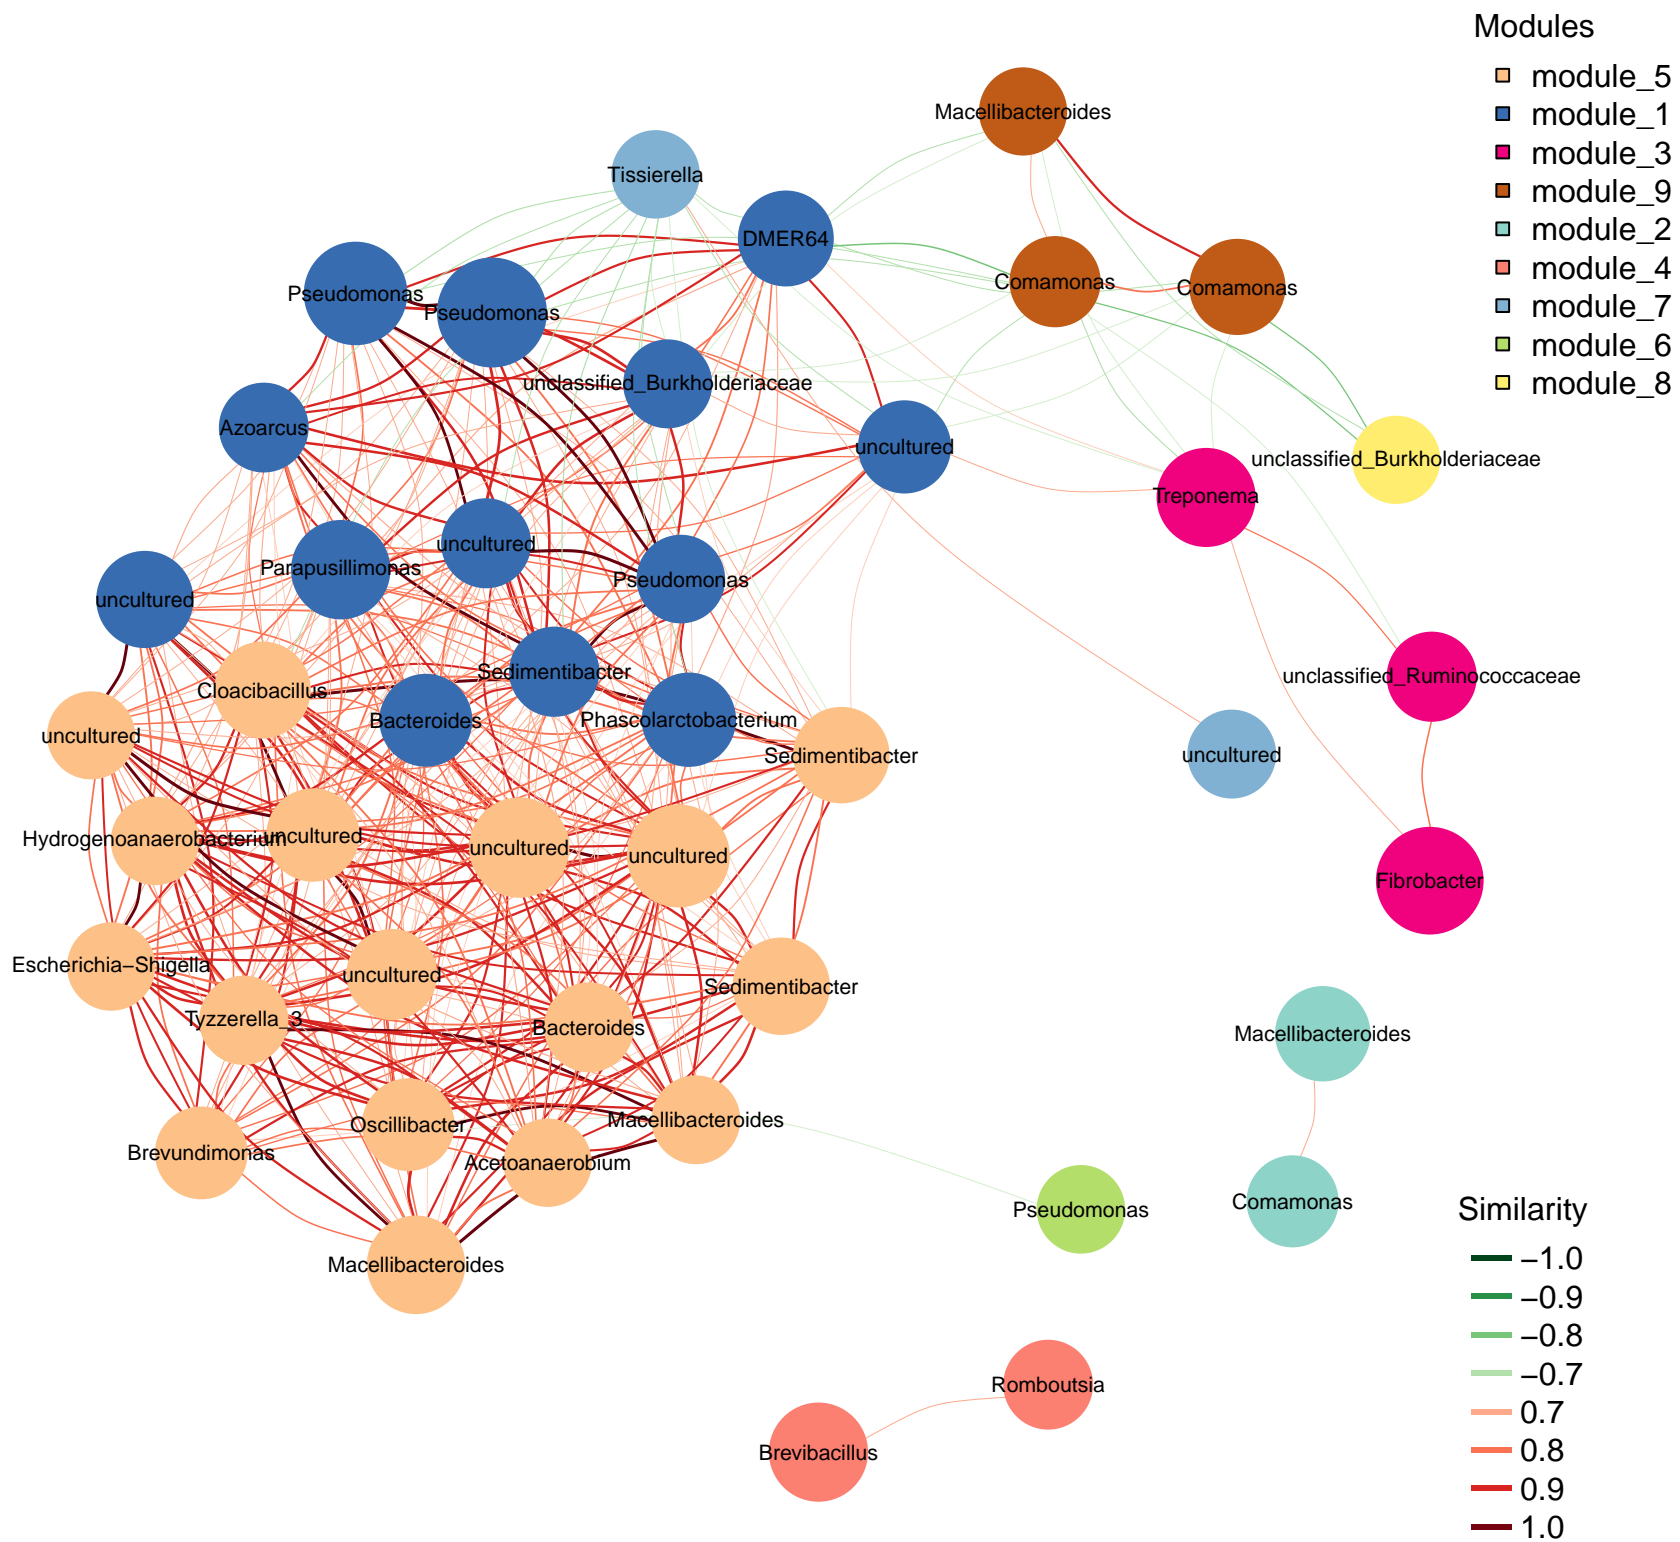 Modules
module_5
module_1
module_3
module_9
module_2
module_4
module_7
module_6
module_8
Macellibacteroides
Tissierella
DMER64
Comamonas
Comamonas
Pseudomonas
Pseudomonas
unclassified_Burkholderiaceae
Azoarcus
uncultured
unclassified_Burkholderiaceae
Treponema
uncultured
Parapusillimonas
Pseudomonas
uncultured
Sedimentibacter
unclassified_Ruminococcaceae
Cloacibacillus
Bacteroides
Phascolarctobacterium
uncultured
Sedimentibacter
uncultured
Hydrogenoanaerobacterium
uncultured
uncultured
uncultured
Fibrobacter
Escherichia−Shigella
uncultured
Sedimentibacter
Tyzzerella_3
Bacteroides
Macellibacteroides
Oscillibacter
Macellibacteroides
Brevundimonas
Acetoanaerobium
Pseudomonas
Comamonas
Macellibacteroides
Romboutsia
Brevibacillus
Similarity
−1.0
−0.9
−0.8
−0.7
0.7
0.8
0.9
1.0